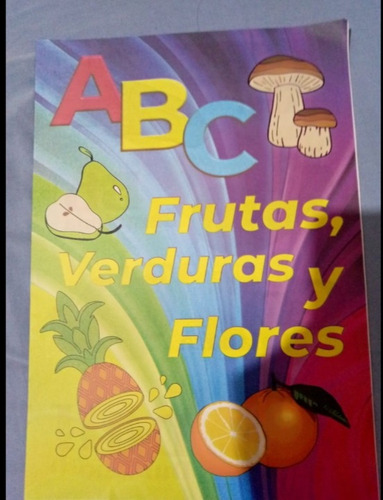 ABC
Frutas,
Verduras y
Flores